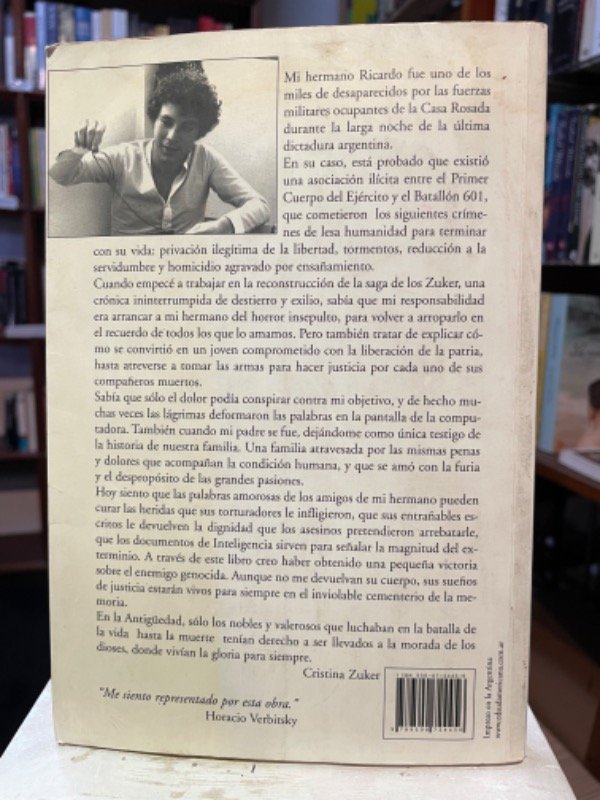 Mi hermano Ricardo fue uno de los
miles de desaparecidos por las fuerzas
militares ocupantes de la Casa Rosada
durante la larga noche de la última
dictadura argentina.
En su caso, está probado que existió
una asociación ilícita entre el Primer
Cuerpo del Ejército y el Batallón 601,
que cometieron los siguientes críme-
nes de lesa humanidad para terminar
con su vida: privación ilegítima de la libertad, tormentos, reducción a la
servidumbre y homicidio agravado por ensañamiento.
Cuando empecé a trabajar en la reconstrucción de la saga de los Zuker, una
crónica ininterrumpida de destierro y exilio, sabía que mi responsabilidad
era arrancar a mi hermano del horror insepulto, para volver a arroparlo en
el recuerdo de todos los que lo amamos. Pero también tratar de explicar có-
mo se convirtió en un joven comprometido con la liberación de la patria,
hasta atreverse a tomar las armas para hacer justicia por cada uno de sus
compañeros muertos.
Sabía que sólo el dolor podía conspirar contra mi objetivo, y de hecho mu-
chas veces las lágrimas deformaron las palabras en la pantalla de la compu-
tadora. También cuando mi padre se fue, dejándome como única testigo de
la historia de nuestra familia. Una familia atravesada por las mismas penas
y dolores que acompañan la condición humana, y que se amó con la furia
y el despropósito de las grandes pasiones.
Hoy siento que las palabras amorosas de los amigos de mi hermano pueden
curar las heridas que sus torturadores le infligieron, que sus entrañables es-
critos le devuelven la dignidad que los asesinos pretendieron arrebatarle,
que los documentos de Inteligencia sirven para señalar la magnitud del ex-
terminio. A través de este libro creo haber obtenido una pequeña victoria
sobre el enemigo genocida. Aunque no me devuelvan su cuerpo, sus sueños
de justicia estarán vivos para siempre en el inviolable cementerio de la me-
moria.
En la Antigüedad, sólo los nobles y valerosos que luchaban en la batalla de
la vida hasta la muerte tenían derecho a ser llevados a la morada de los
dioses, donde vivían la gloria para siempre.
Cristina Zuker
"Me siento representado por esta obra."
Horacio Verbitsky
Impreso en la Argentina